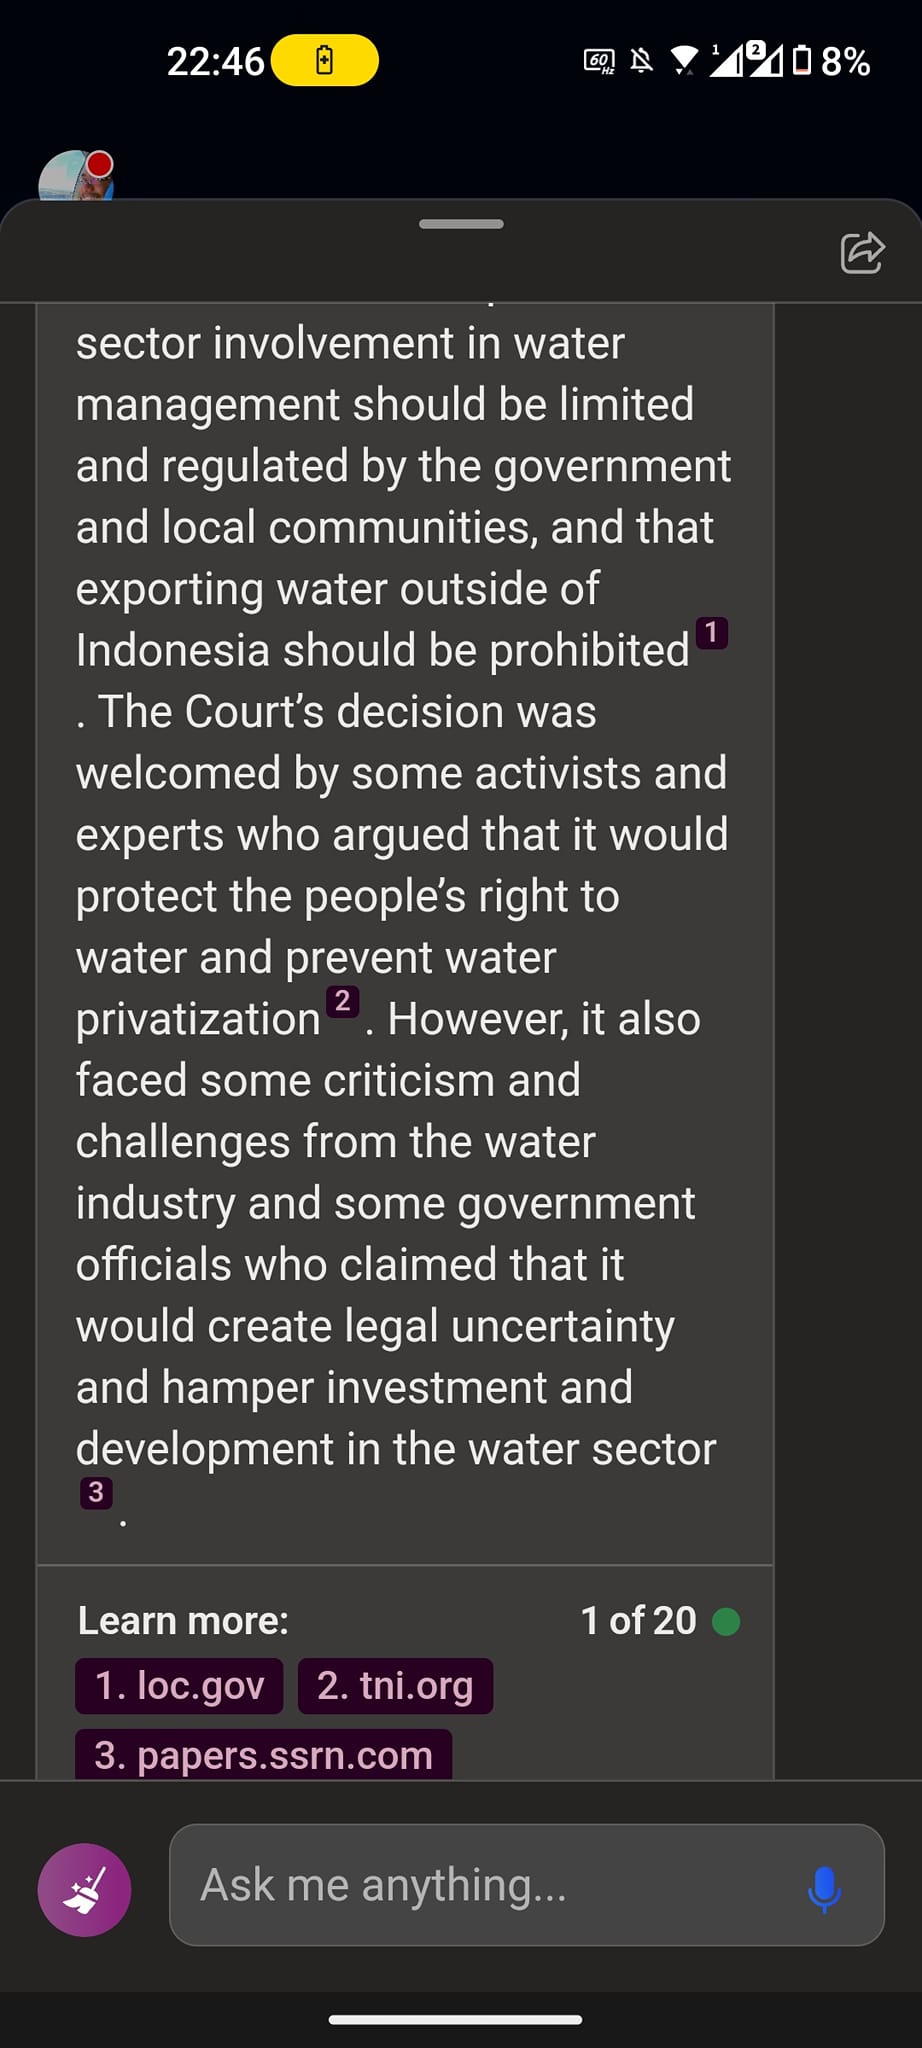 22:46
60 Hz 1 2 8%
sector involvement in water
management should be limited
and regulated by the government
and local communities, and that
exporting water outside of
Indonesia should be prohibited 1
. The Court’s decision was
welcomed by some activists and
experts who argued that it would
protect the people’s right to
water and prevent water
privatization 2 . However, it also
faced some criticism and
challenges from the water
industry and some government
officials who claimed that it
would create legal uncertainty
and hamper investment and
development in the water sector
3 .
Learn more: 1 of 20
1. loc.gov 2. tni.org
3. papers.ssrn.com
Ask me anything...